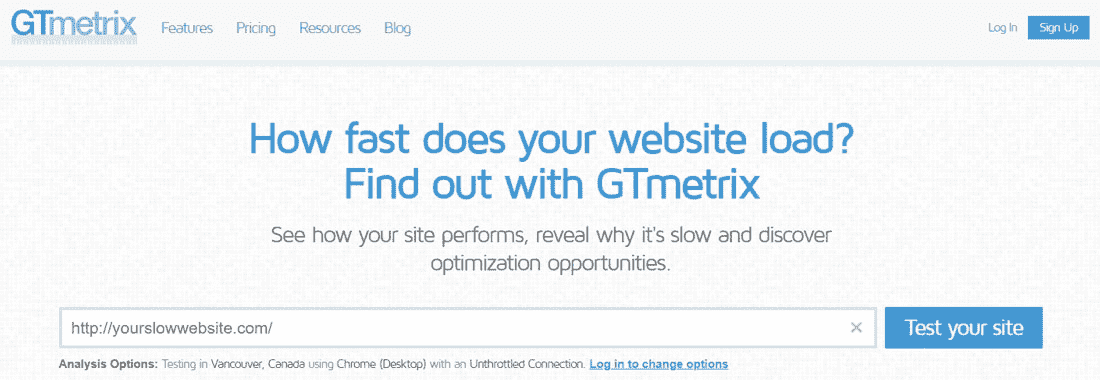 GTmetrix Features Pricing Resources Blog Log In Sign Up
How fast does your website load?
Find out with GTmetrix
See how your site performs, reveal why it's slow and discover
optimization opportunities.
http://yourslowwebsite.com/ × Test your site
Analysis Options: Testing in Vancouver, Canada using Chrome (Desktop) with an Unthrottled Connection. Log in to change options